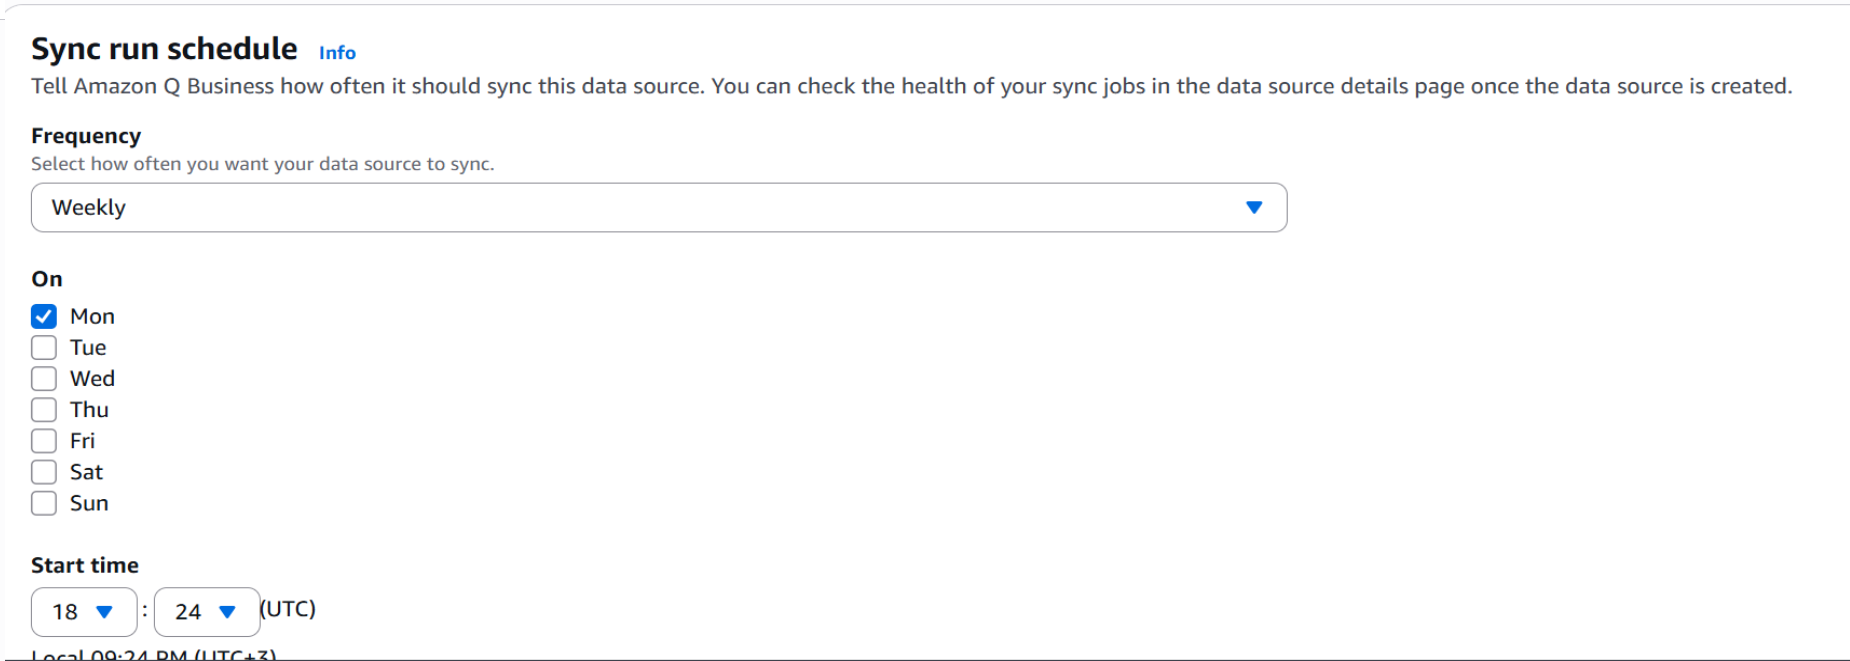 Sync run schedule Info
Tell Amazon Q Business how often it should sync this data source. You can check the health of your sync jobs in the data source details page once the data source is created.
Frequency
Select how often you want your data source to sync.
Weekly
On
Mon
Tue
Wed
Thu
Fri
Sat
Sun
Start time
18 : 24 (UTC)
Local 09:24 PM (UTC+3)